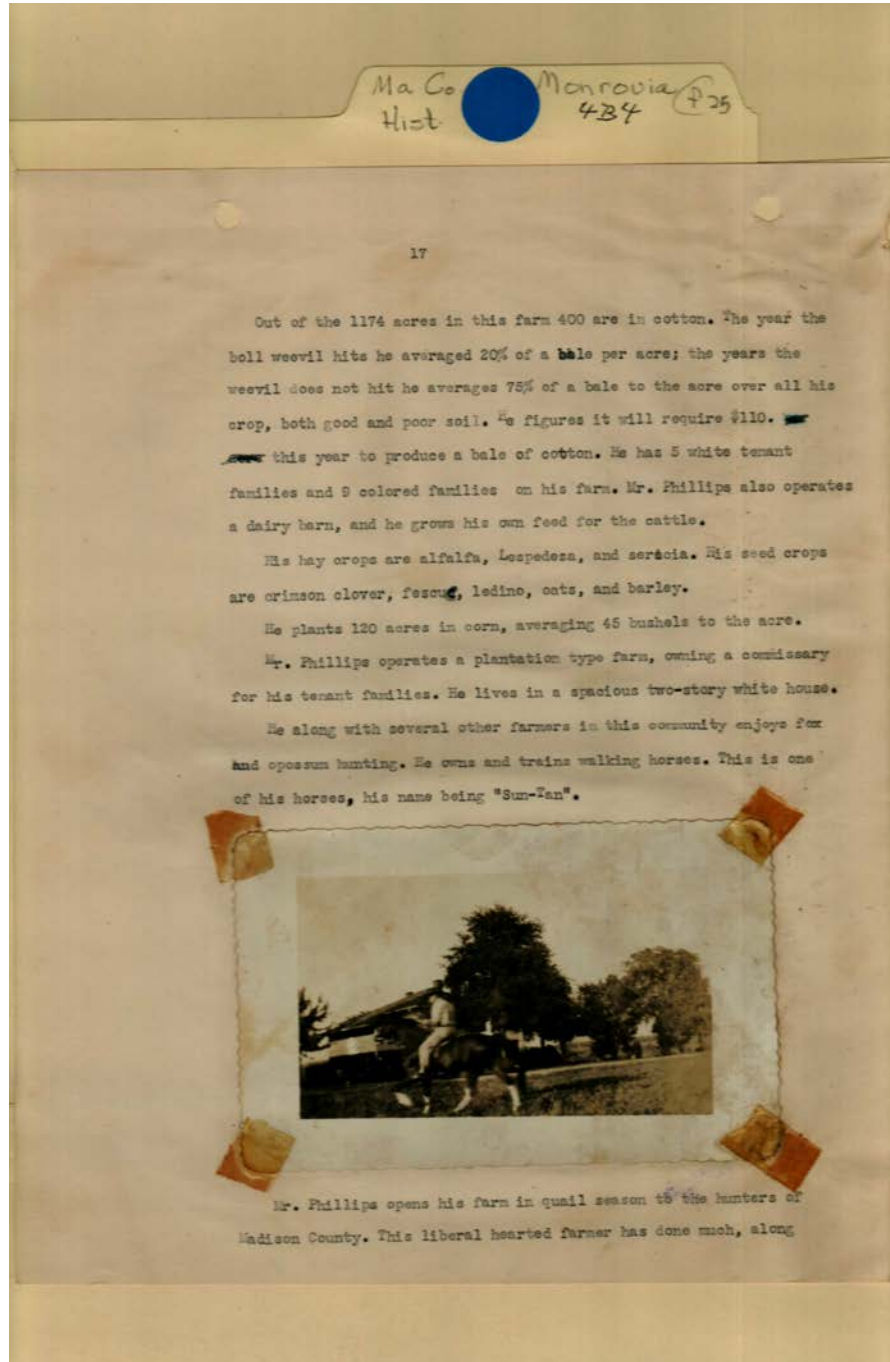 Ma Co Monrovia P25
Hist. 4B4
17
Out of the 1174 acres in this farm 400 are in cotton. The year the
boll weevil hits he averaged 20% of a bale per acre; the years the
weevil does not hit he averages 75% of a bale to the acre over all his
crop, both good and poor soil. He figures it will require $110.
this year to produce a bale of cotton. He has 5 white tenant
families and 9 colored families on his farm. Mr. Phillips also operates
a dairy barn, and he grows his own feed for the cattle.
His hay crops are alfalfa, Lespedeza, and seracia. His seed crops
are crimson clover, fescue, ledino, oats, and barley.
He plants 120 acres in corn, averaging 45 bushels to the acre.
Mr. Phillips operates a plantation type farm, owning a commissary
for his tenant families. He lives in a spacious two-story white house.
He along with several other farmers in this community enjoys fox
and opossum hunting. He owns and trains walking horses. This is one
of his horses, his name being "Sun-Tan".
Mr. Phillips opens his farm in quail season to the hunters of
Madison County. This liberal hearted farmer has done much, along